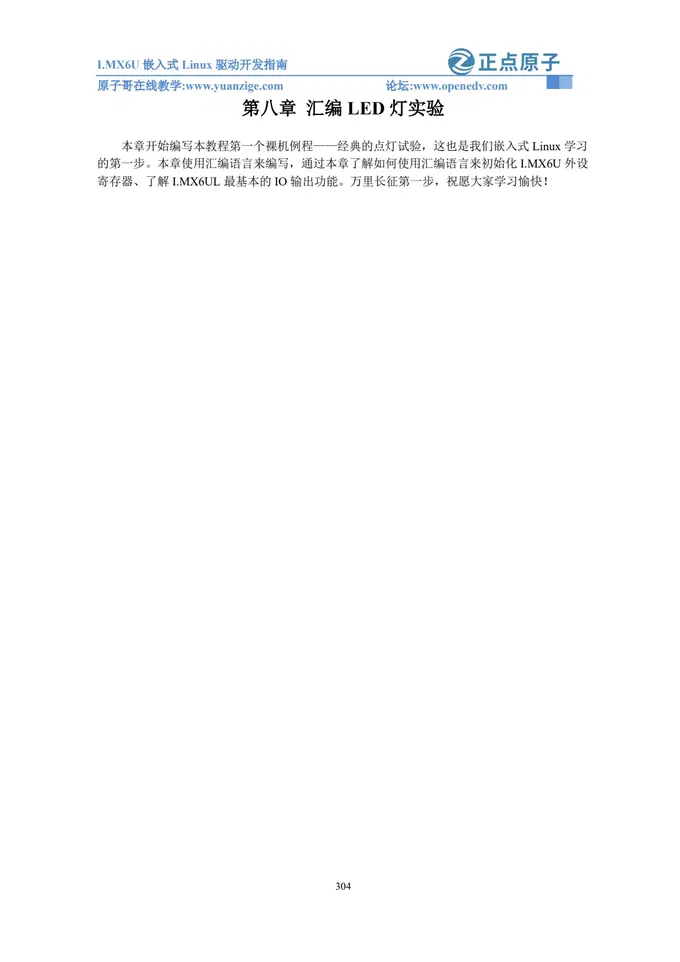 I.MX6U 嵌入式 Linux 驱动开发指南
正点原子
原子哥在线教学:www.yuanzige.com 论坛:www.openedv.com
第八章 汇编 LED 灯实验
本章开始编写本教程第一个裸机例程——经典的点灯试验，这也是我们嵌入式 Linux 学习
的第一步。本章使用汇编语言来编写，通过本章了解如何使用汇编语言来初始化 I.MX6U 外设
寄存器、了解 I.MX6UL 最基本的 IO 输出功能。万里长征第一步，祝愿大家学习愉快！
304